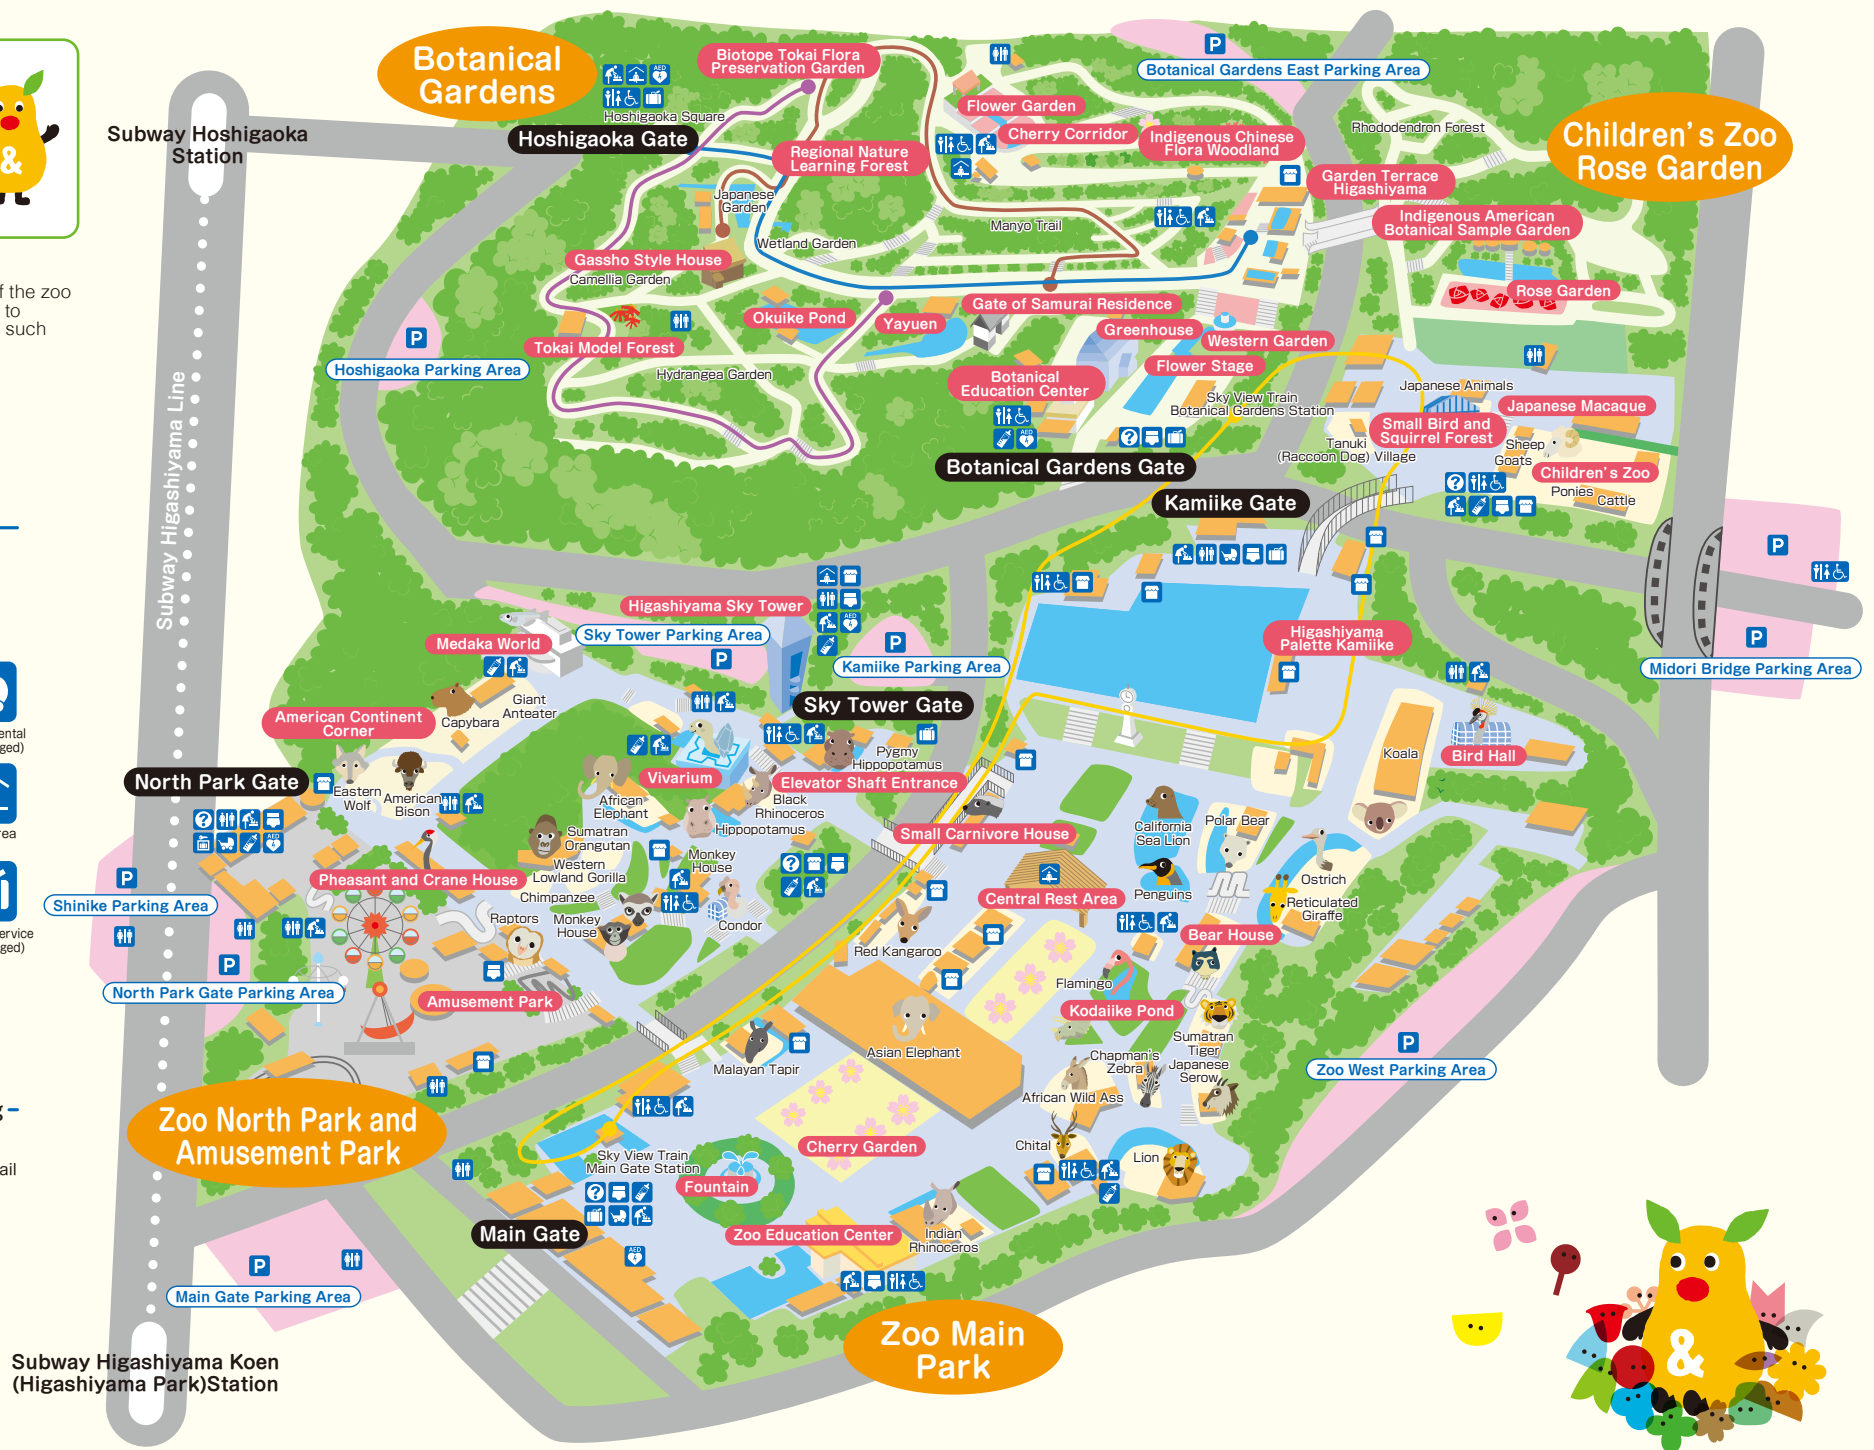 Botanical
Gardens
Biotope Tokai Flora
Preservation Garden
P
Botanical Gardens East Parking Area
AED
Hoshigaoka Square
Flower Garden
Cherry Corridor
Indigenous Chinese
Flora Woodland
Rhododendron Forest
Children's Zoo
Rose Garden
Subway Hoshigaoka
Station
Hoshigaoka Gate
&
Regional Nature
Learning Forest
Garden Terrace
Higashiyama
Japanese
Garden
Manyo Trail
Indigenous American
Botanical Sample Garden
Wetland Garden
Gassho Style House
Camellia Garden
f the zoo
to
such
Rose Garden
Gate of Samurai Residence
Okuike Pond
Yayuen
Greenhouse
Western Garden
P
Tokai Model Forest
Flower Stage
Hoshigaoka Parking Area
Hydrangea Garden
Botanical
Education Center
Sky View Train
Botanical Gardens Station
Japanese Animals
Japanese Macaque
Small Bird and
Squirrel Forest
AED
?
Tanuki
(Raccoon Dog) Village
Sheep
Goats
Children's Zoo
Botanical Gardens Gate
Ponies
Cattle
?
Kamiike Gate
Subway Higashiyama Line
P
Higashiyama Sky Tower
Sky Tower Parking Area
AED
P
P
Kamiike Parking Area
Higashiyama
Palette Kamiike
P
Midori Bridge Parking Area
Medaka World
Sky Tower Gate
Giant
Anteater
Capybara
American Continent
Corner
ental
ged)
Pygmy
Hippopotamus
Koala
Bird Hall
North Park Gate
Vivarium
Elevator Shaft Entrance
Eastern
Wolf
American
Bison
African
Elephant
Black
Rhinoceros
Hippopotamus
Small Carnivore House
California
Sea Lion
Polar Bear
rea
?
AED
Sumatran
Orangutan
Western
Lowland Gorilla
Monkey
House
?
Pheasant and Crane House
P
Chimpanzee
Central Rest Area
Penguins
Ostrich
Reticulated
Giraffe
Shinike Parking Area
Raptors
Monkey
House
Condor
Bear House
ervice
ged)
Red Kangaroo
P
North Park Gate Parking Area
Amusement Park
Flamingo
Kodaiike Pond
Asian Elephant
Sumatran
Tiger
Malayan Tapir
Chapman's
Zebra
Japanese
Serow
P
Zoo West Parking Area
African Wild Ass
Zoo North Park and
Amusement Park
Cherry Garden
Chital
Lion
Sky View Train
Main Gate Station
ail
?
Fountain
Main Gate
Zoo Education Center
Indian
Rhinoceros
AED
P
Main Gate Parking Area
Zoo Main
Park
Subway Higashiyama Koen
(Higashiyama Park)Station
&